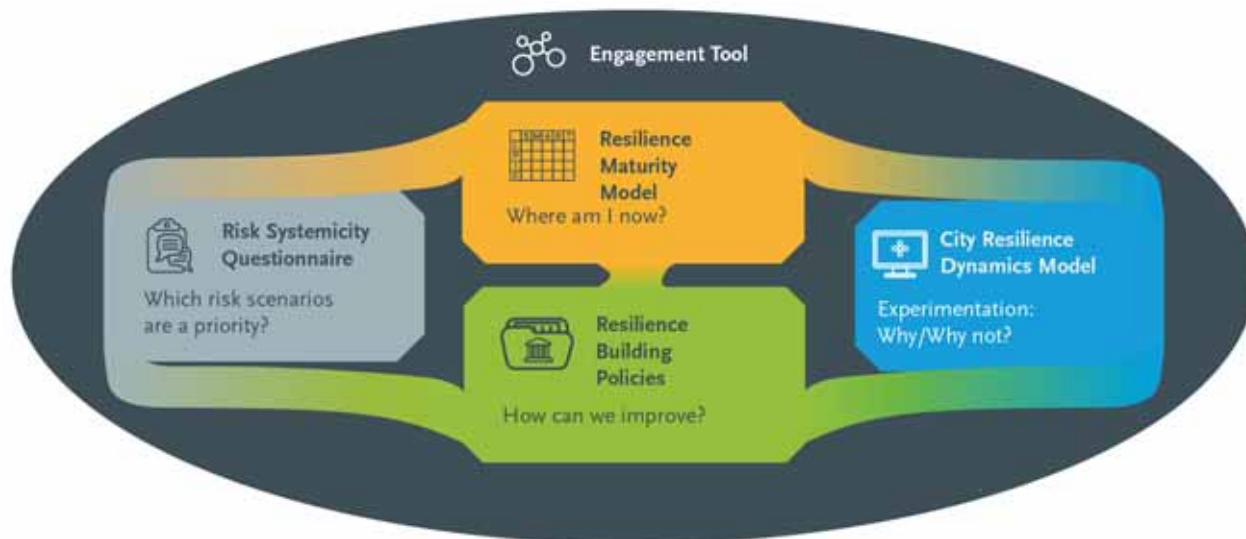 Engagement Tool
Resilience
Maturity
Model
Where am I now?
Risk Systemicity
Questionnaire
Which risk scenarios
are a priority?
City Resilience
Dynamics Model
Experimentation:
Why/Why not?
Resilience
Building
Policies
How can we improve?